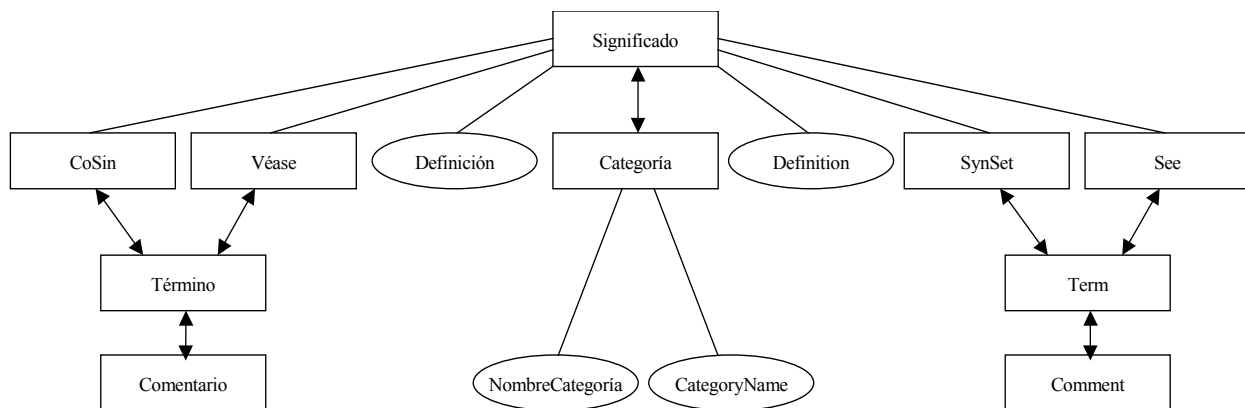 Significado
CoSin
Véase
Definición
Categoría
Definition
SynSet
See
Término
Term
Comentario
NombreCategoría
CategoryName
Comment